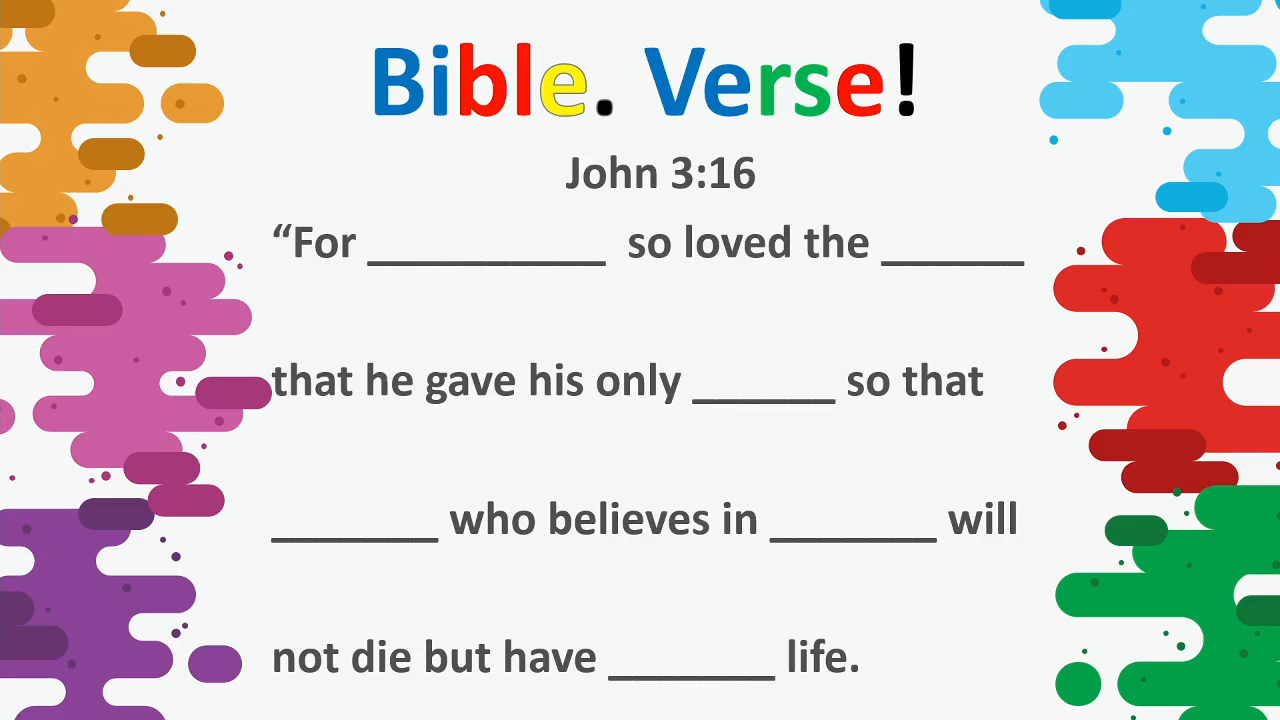 Bible. Verse!
John 3:16
“For __________ so loved the ______
that he gave his only ______ so that
_______ who believes in _______ will
not die but have _______ life.